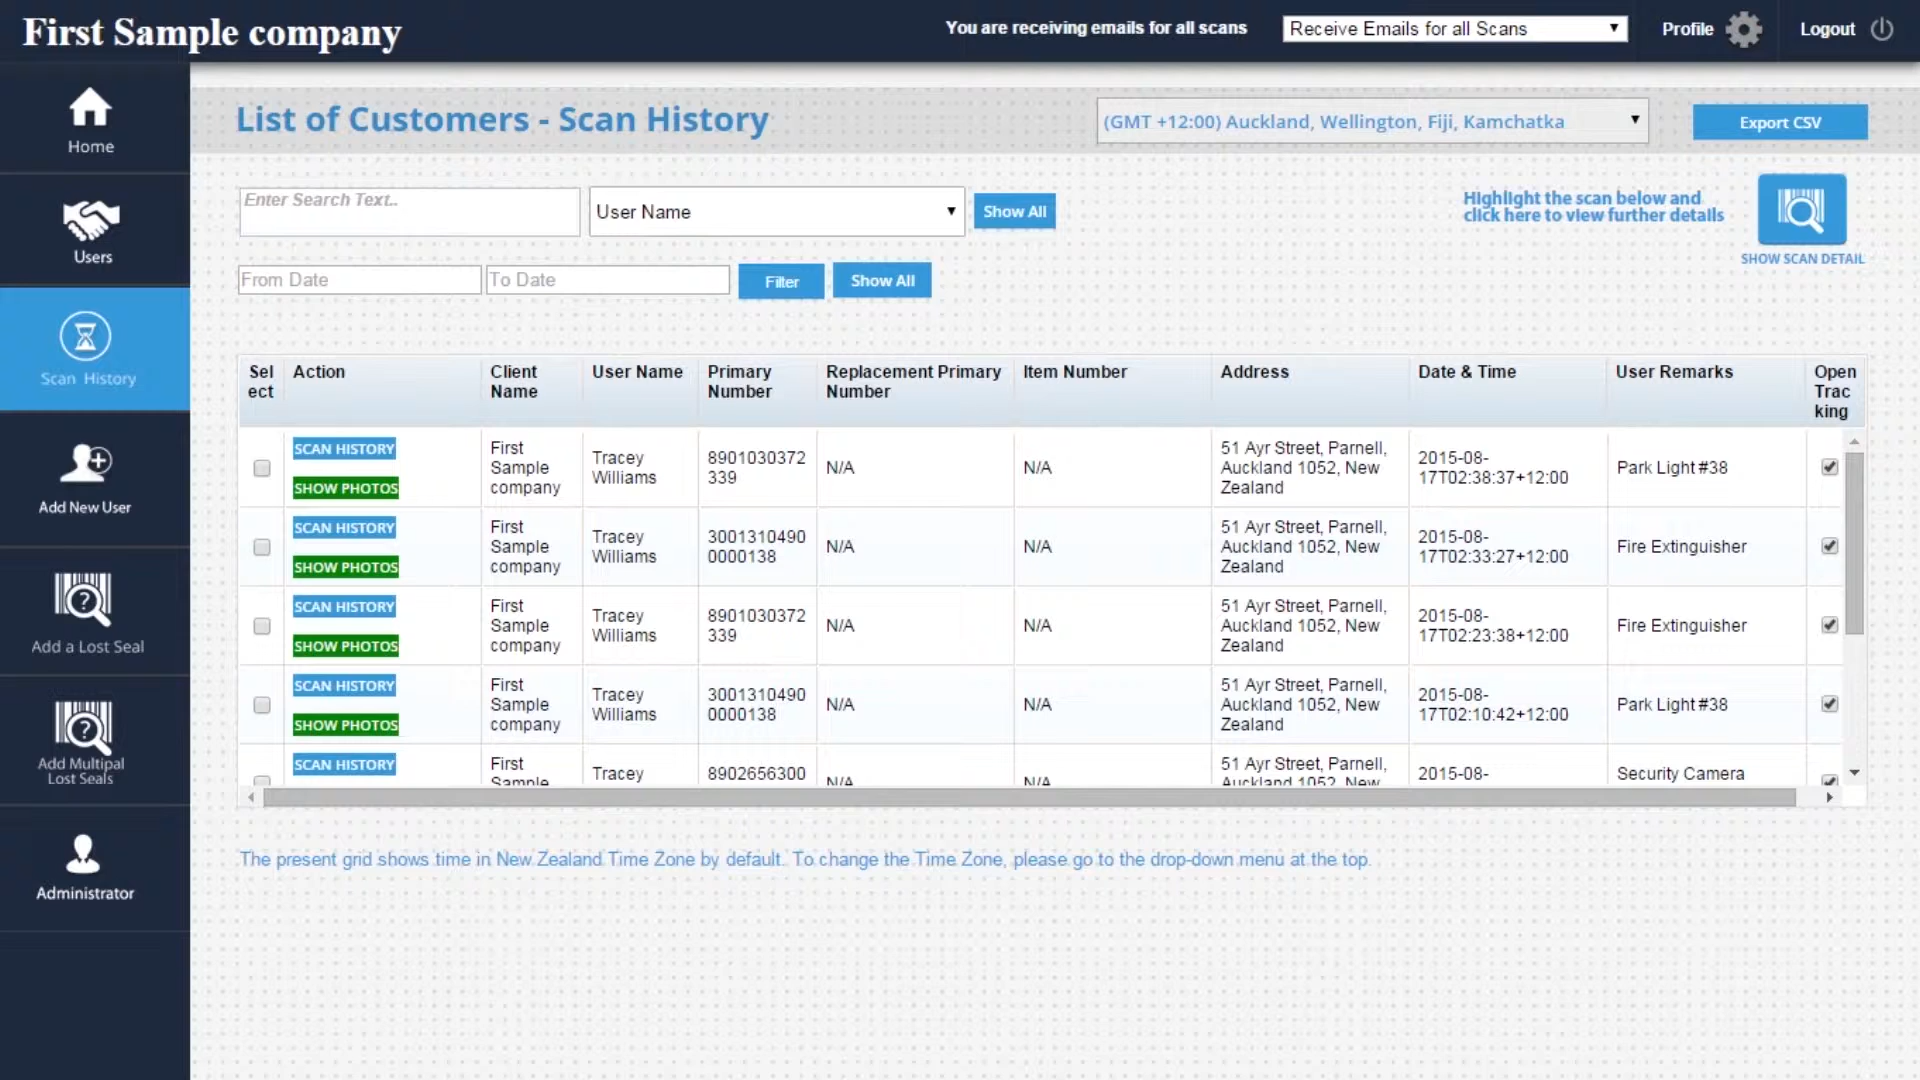 First Sample company
You are receiving emails for all scans
Receive Emails for all Scans
Profile
Logout
Home
Users
Scan History
Add New User
Add a Lost Seal
Add Multipal
Lost Seals
Administrator
List of Customers - Scan History
(GMT +12:00) Auckland, Wellington, Fiji, Kamchatka
Export CSV
Enter Search Text..
User Name
Show All
Highlight the scan below and
click here to view further details
SHOW SCAN DETAIL
From Date
To Date
Filter
Show All
Sel
ect
Action
Client
Name
User Name
Primary
Number
Replacement Primary
Number
Item Number
Address
Date & Time
User Remarks
Open
Trac
king
SCAN HISTORY
SHOW PHOTOS
First
Sample
company
Tracey
Williams
8901030372
339
N/A
N/A
51 Ayr Street, Parnell,
Auckland 1052, New
Zealand
2015-08-
17T02:38:37+12:00
Park Light #38
SCAN HISTORY
SHOW PHOTOS
First
Sample
company
Tracey
Williams
3001310490
0000138
N/A
N/A
51 Ayr Street, Parnell,
Auckland 1052, New
Zealand
2015-08-
17T02:33:27+12:00
Fire Extinguisher
SCAN HISTORY
SHOW PHOTOS
First
Sample
company
Tracey
Williams
8901030372
339
N/A
N/A
51 Ayr Street, Parnell,
Auckland 1052, New
Zealand
2015-08-
17T02:23:38+12:00
Fire Extinguisher
SCAN HISTORY
SHOW PHOTOS
First
Sample
company
Tracey
Williams
3001310490
0000138
N/A
N/A
51 Ayr Street, Parnell,
Auckland 1052, New
Zealand
2015-08-
17T02:10:42+12:00
Park Light #38
SCAN HISTORY
First
Sample
Tracey
8902656300
N/A
N/A
51 Ayr Street, Parnell,
Auckland 1052, New
2015-08-
Security Camera
The present grid shows time in New Zealand Time Zone by default. To change the Time Zone, please go to the drop-down menu at the top.